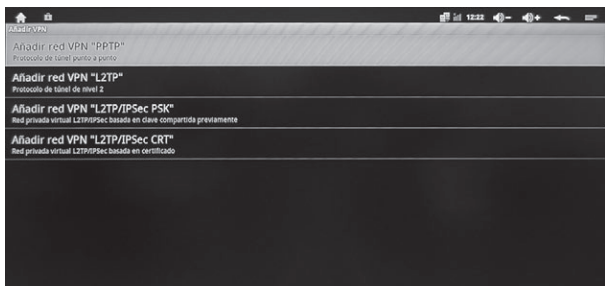 12:22
Añadir VPN
Añadir red VPN "PPTP"
Protocolo de túnel punto a punto
Añadir red VPN "L2TP"
Protocolo de túnel de nivel 2
Añadir red VPN "L2TP/IPSec PSK"
Red privada virtual L2TP/IPSec basada en clave compartida previamente
Añadir red VPN "L2TP/IPSec CRT"
Red privada virtual L2TP/IPSec basada en certificado